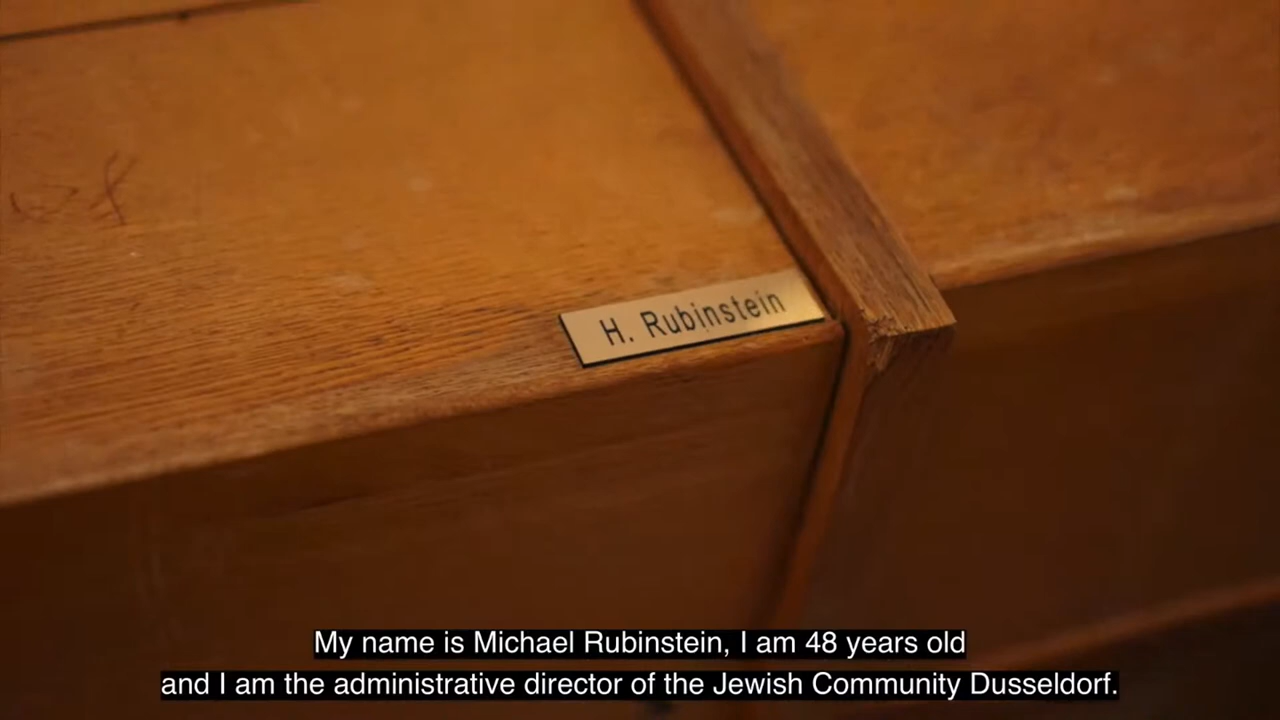 H. Rubinstein
My name is Michael Rubinstein, I am 48 years old
and I am the administrative director of the Jewish Community Dusseldorf.